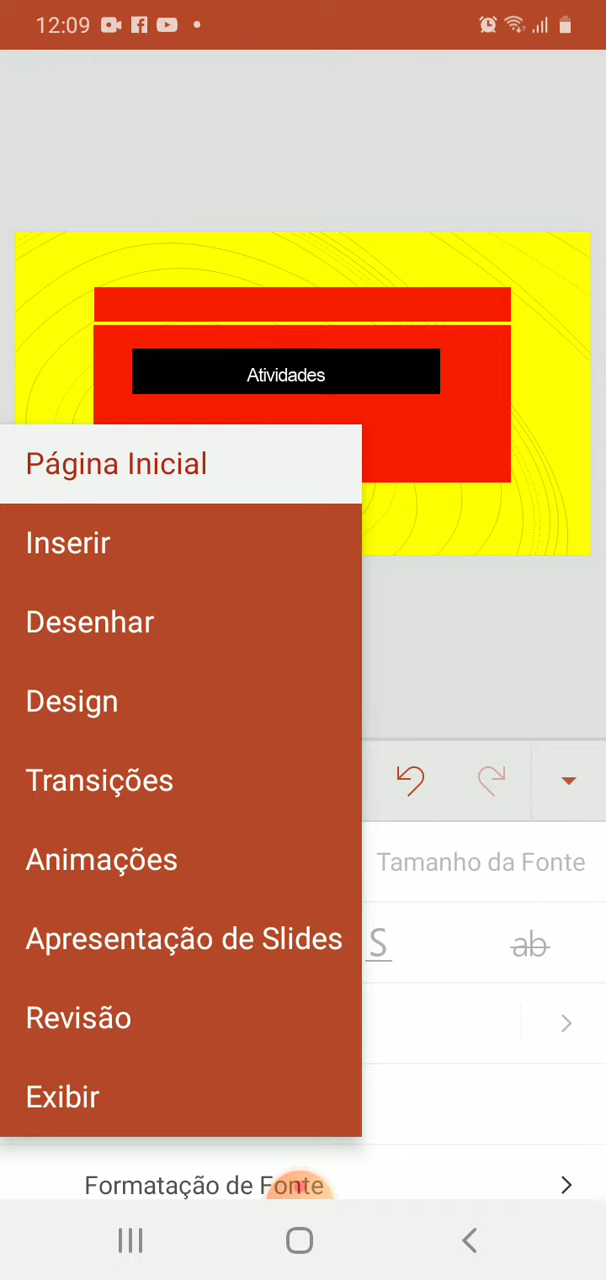 12:09
Atividades
Página Inicial
Inserir
Desenhar
Design
Transições
Animações
Tamanho da Fonte
Apresentação de Slides
S
ab
Revisão
Exibir
Formatação de Fonte